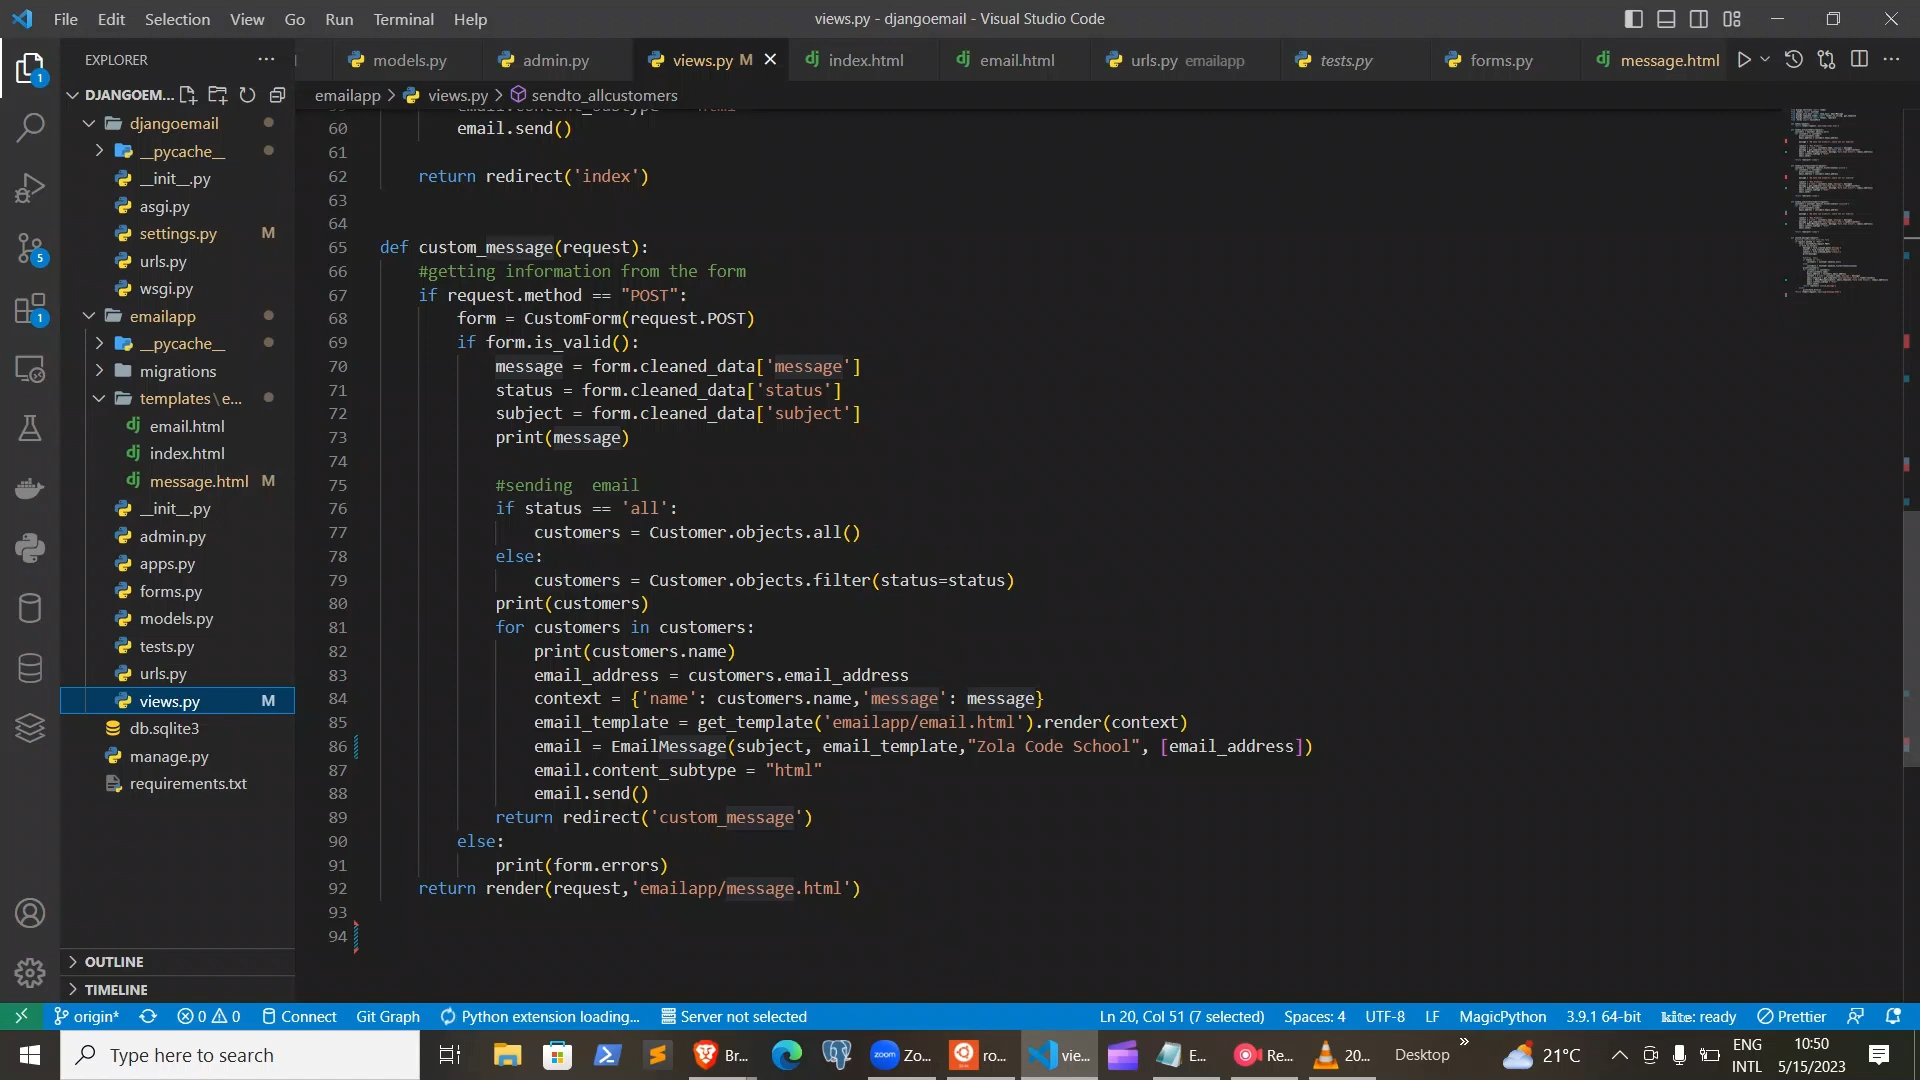 File Edit Selection View Go Run Terminal Help
views.py - djangoemail - Visual Studio Code
EXPLORER
models.py
admin.py
views.py M
index.html
email.html
urls.py emailapp
tests.py
forms.py
message.html
DJANGOEM...
emailapp > views.py > sendto_allcustomers
djangoemail
__pycache__
__init__.py
asgi.py
settings.py M
urls.py
wsgi.py
emailapp
__pycache__
migrations
templates\e...
email.html
index.html
message.html M
__init__.py
admin.py
apps.py
forms.py
models.py
tests.py
urls.py
views.py M
db.sqlite3
manage.py
requirements.txt
OUTLINE
TIMELINE
1
5
1
60 email.send()
61
62 return redirect('index')
63
64
65 def custom_message(request):
66 #getting information from the form
67 if request.method == "POST":
68 form = CustomForm(request.POST)
69 if form.is_valid():
70 message = form.cleaned_data['message']
71 status = form.cleaned_data['status']
72 subject = form.cleaned_data['subject']
73 print(message)
74
75 #sending  email
76 if status == 'all':
77 customers = Customer.objects.all()
78 else:
79 customers = Customer.objects.filter(status=status)
80 print(customers)
81 for customers in customers:
82 print(customers.name)
83 email_address = customers.email_address
84 context = {'name': customers.name,'message': message}
85 email_template = get_template('emailapp/email.html').render(context)
86 email = EmailMessage(subject, email_template,"Zola Code School", [email_address])
87 email.content_subtype = "html"
88 email.send()
89 return redirect('custom_message')
90 else:
91 print(form.errors)
92 return render(request,'emailapp/message.html')
93
94
origin* 0 0 Connect Git Graph Python extension loading... Server not selected
Ln 20, Col 51 (7 selected) Spaces: 4 UTF-8 LF MagicPython 3.9.1 64-bit kite: ready Prettier
Type here to search
Br...
zoom Zo...
ro...
vie...
E...
Re...
20...
Desktop
21°C
ENG
INTL
10:50
5/15/2023